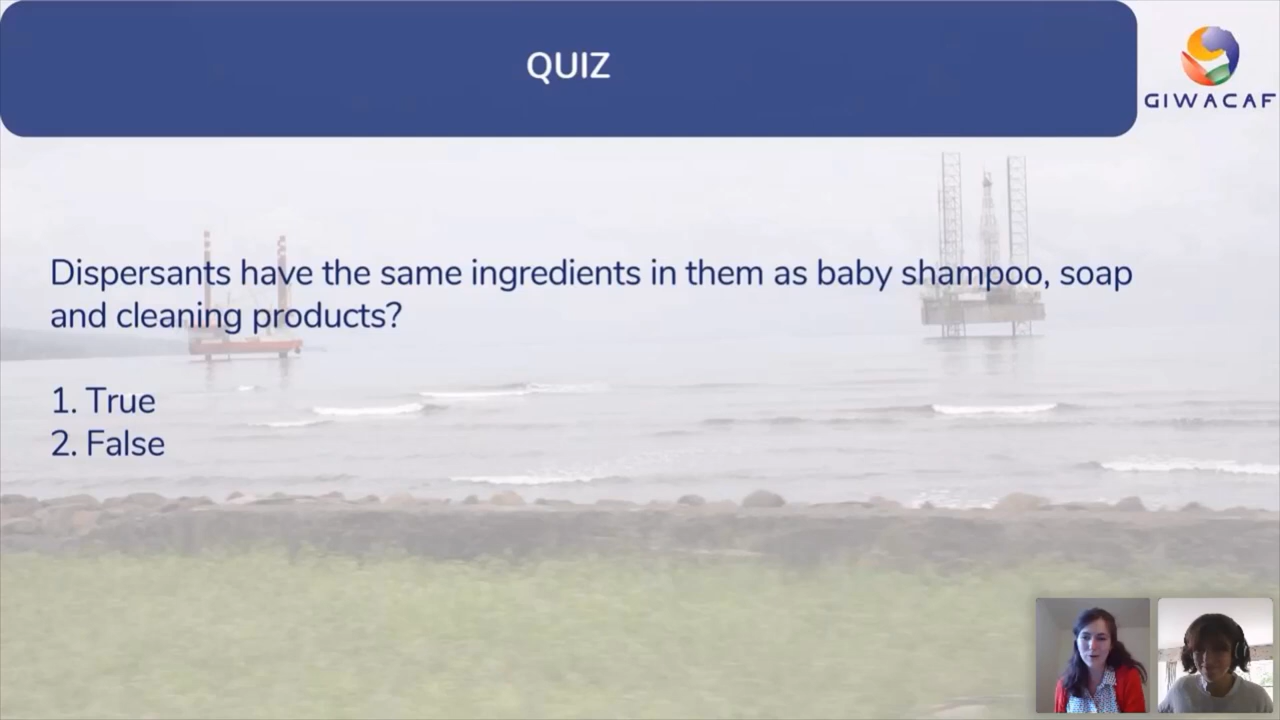 QUIZ
GIWACAF
Dispersants have the same ingredients in them as baby shampoo, soap
and cleaning products?
1. True
2. False